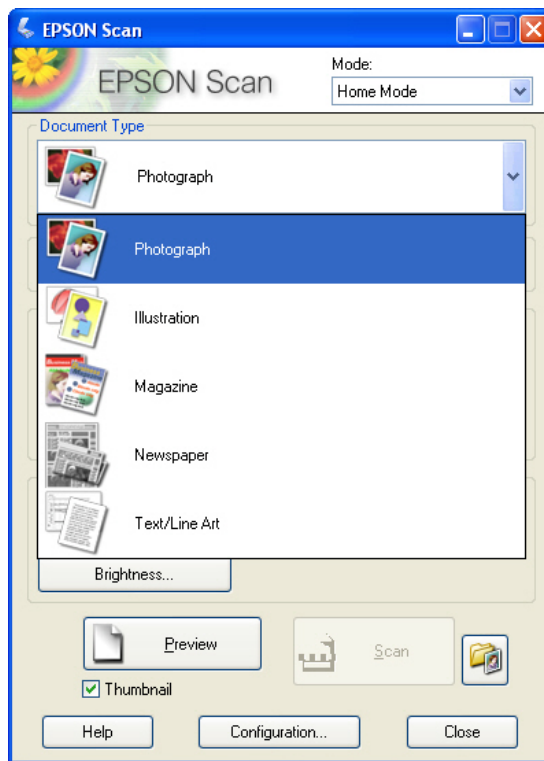 EPSON Scan
EPSON Scan
Mode:
Home Mode
Document Type
Photograph
Photograph
Illustration
Magazine
Newspaper
Text/Line Art
Brightness...
Preview
Scan
Thumbnail
Help
Configuration...
Close